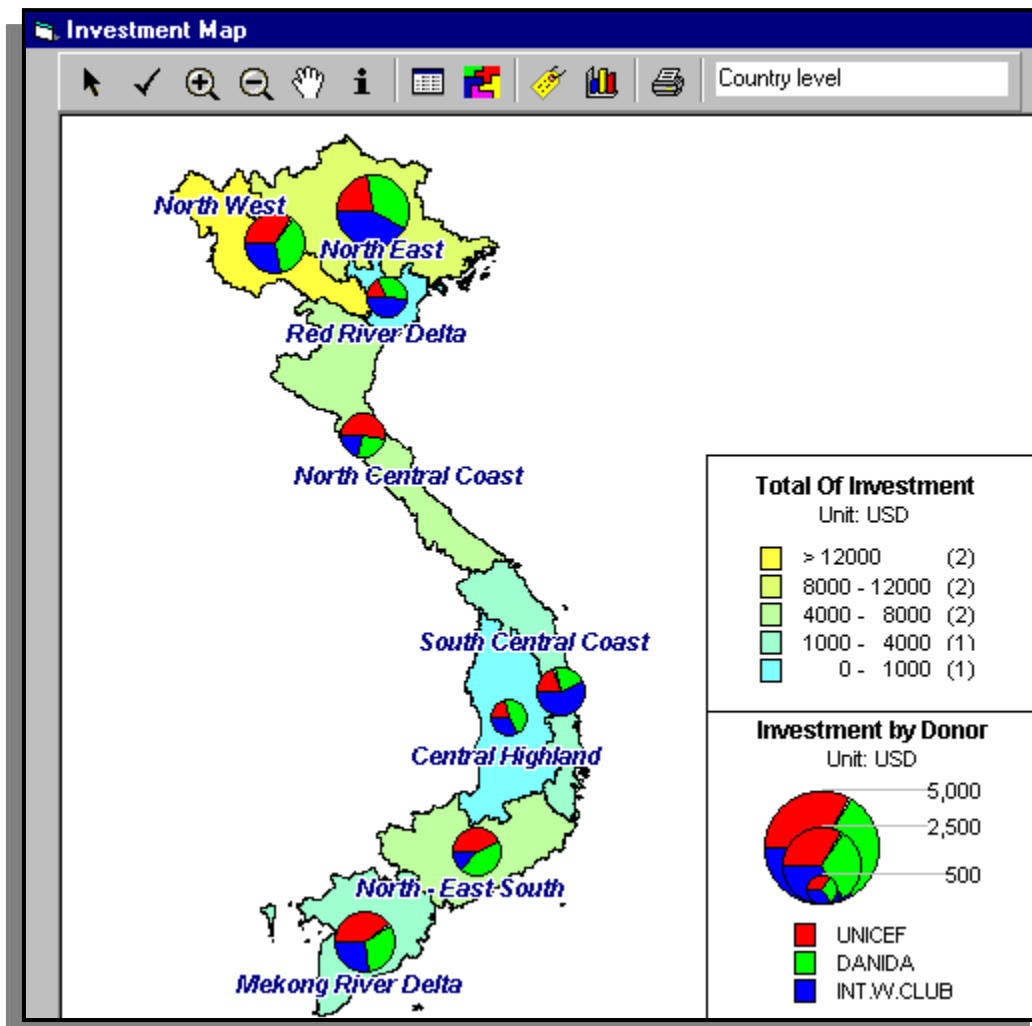 Investment Map
Country level
North West
North East
Red River Delta
North Central Coast
South Central Coast
Central Highland
North - East South
Mekong River Delta
Total Of Investment
Unit: USD
> 12000 (2)
8000 - 12000 (2)
4000 - 8000 (2)
1000 - 4000 (1)
0 - 1000 (1)
Investment by Donor
Unit: USD
5,000
2,500
500
UNICEF
DANIDA
INT.W.CLUB